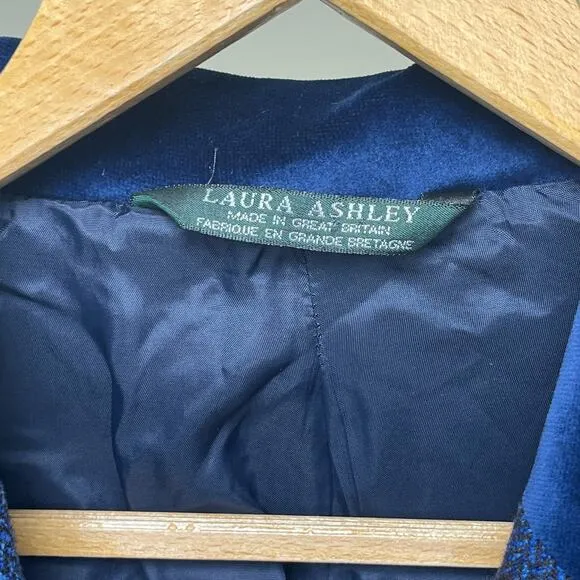 LAURA ASHLEY
MADE IN GREAT BRITAIN
FABRIQUE EN GRANDE BRETAGNE